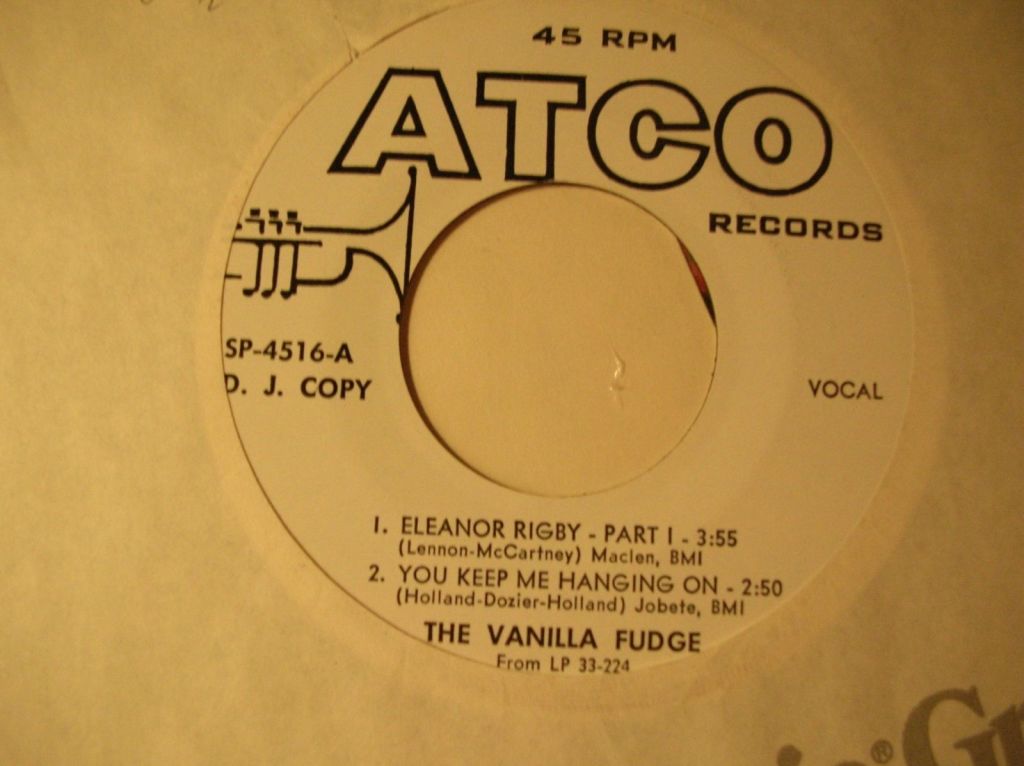 45 RPM
ATCO
RECORDS
SP-4516-A
D. J. COPY
VOCAL
1. ELEANOR RIGBY - PART I - 3:55
(Lennon-McCartney) Maclen, BMI
2. YOU KEEP ME HANGING ON - 2:50
(Holland-Dozier-Holland) Jobete, BMI
THE VANILLA FUDGE
From LP 33-224